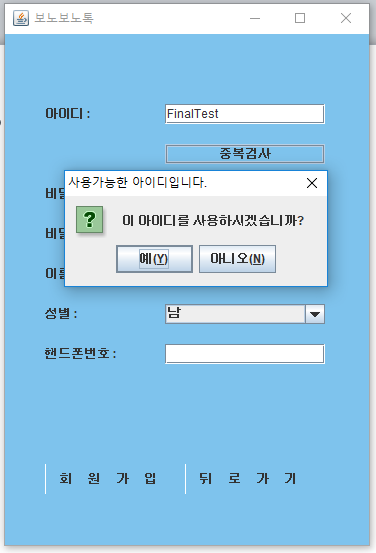 보노보노톡
아이디 :
FinalTest
중복검사
사용가능한 아이디입니다.
이 아이디를 사용하시겠습니까?
예(Y)
아니오(N)
성별 :
남
핸드폰번호 :
회 원 가 입
뒤 로 가 기